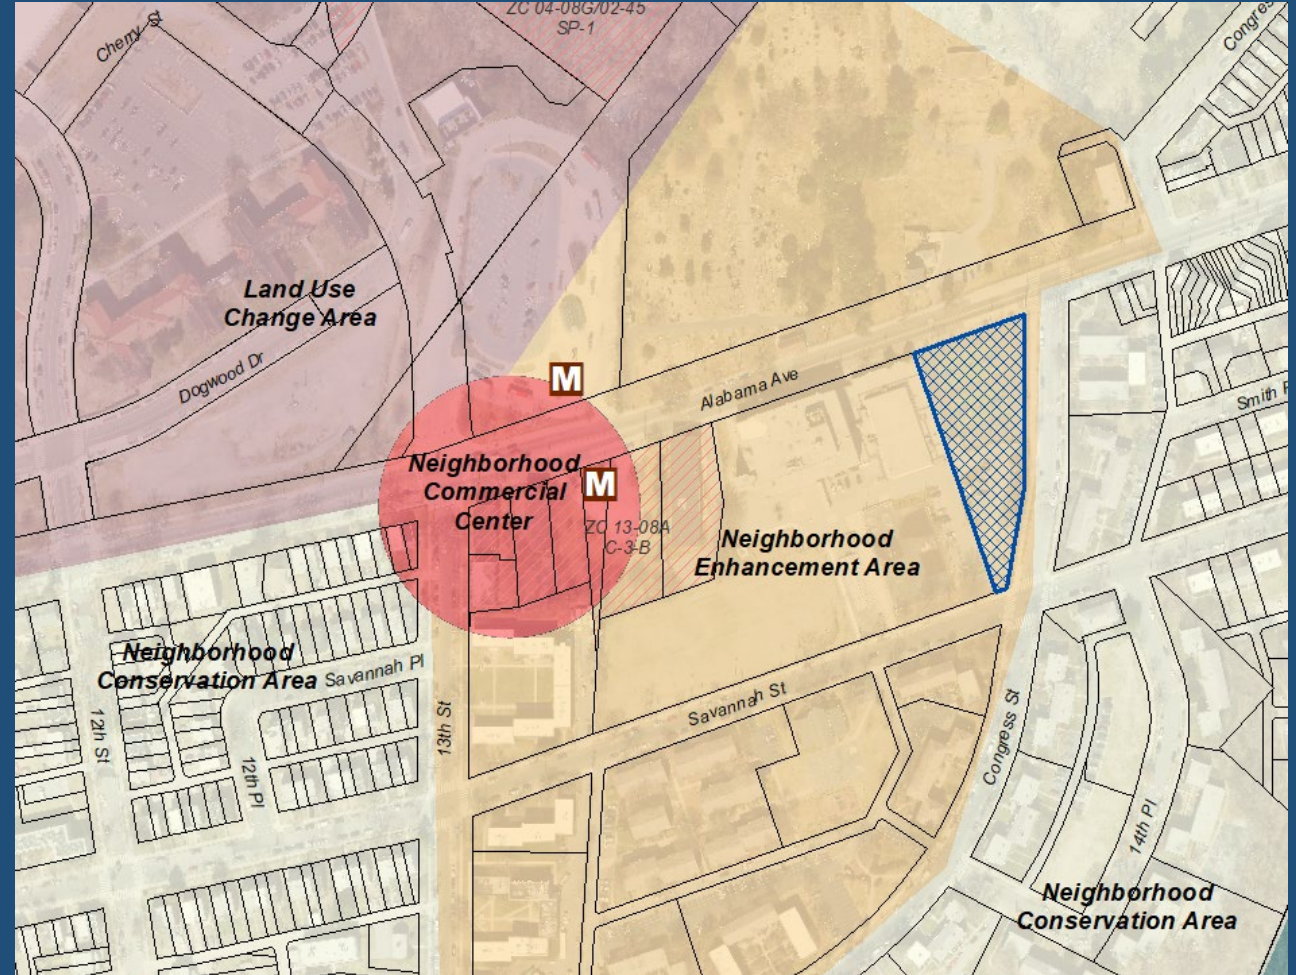 ZC 04-08G/02-45
SP-1
Cherry St
Land Use
Change Area
Dogwood Dr
M
Alabama Ave
Neighborhood
Commercial
Center
M
ZC 13-08A
C-3-B
Neighborhood
Enhancement Area
Smith
Neighborhood
Conservation Area
Savannah Pl
12th St
12th Pl
13th St
Savannah St
Congress St
14th Pl
Neighborhood
Conservation Area